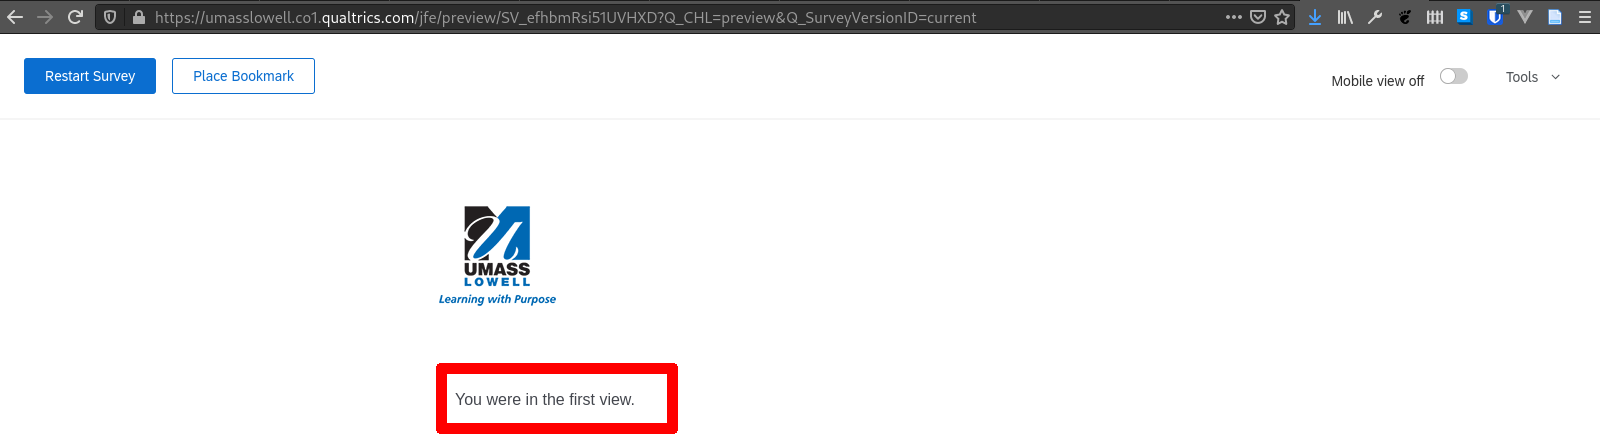 https://umasslowell.co1.qualtrics.com/jfe/preview/SV_efhbmRsi51UVHXD?Q_CHL=preview&Q_SurveyVersionID=current
1
Restart Survey
Place Bookmark
Mobile view off
Tools
UMASS
LOWELL
Learning with Purpose
You were in the first view.